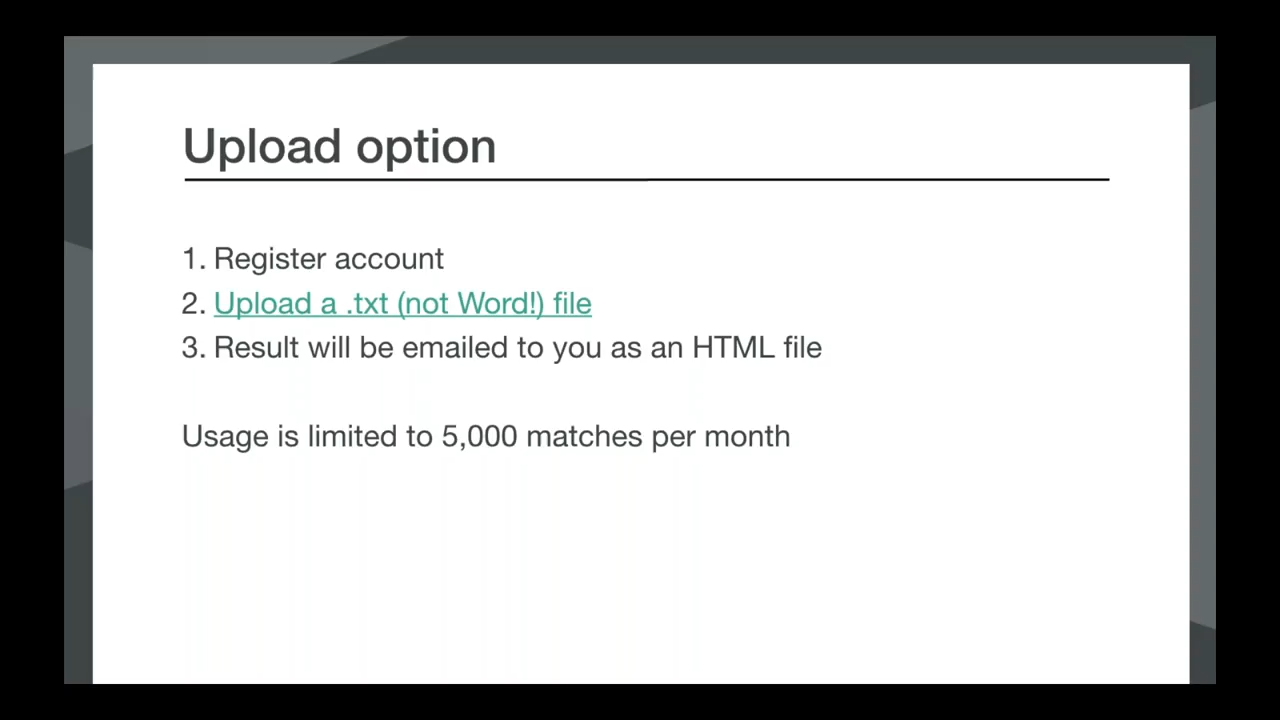 Upload option
1. Register account
2. Upload a .txt (not Word!) file
3. Result will be emailed to you as an HTML file
Usage is limited to 5,000 matches per month